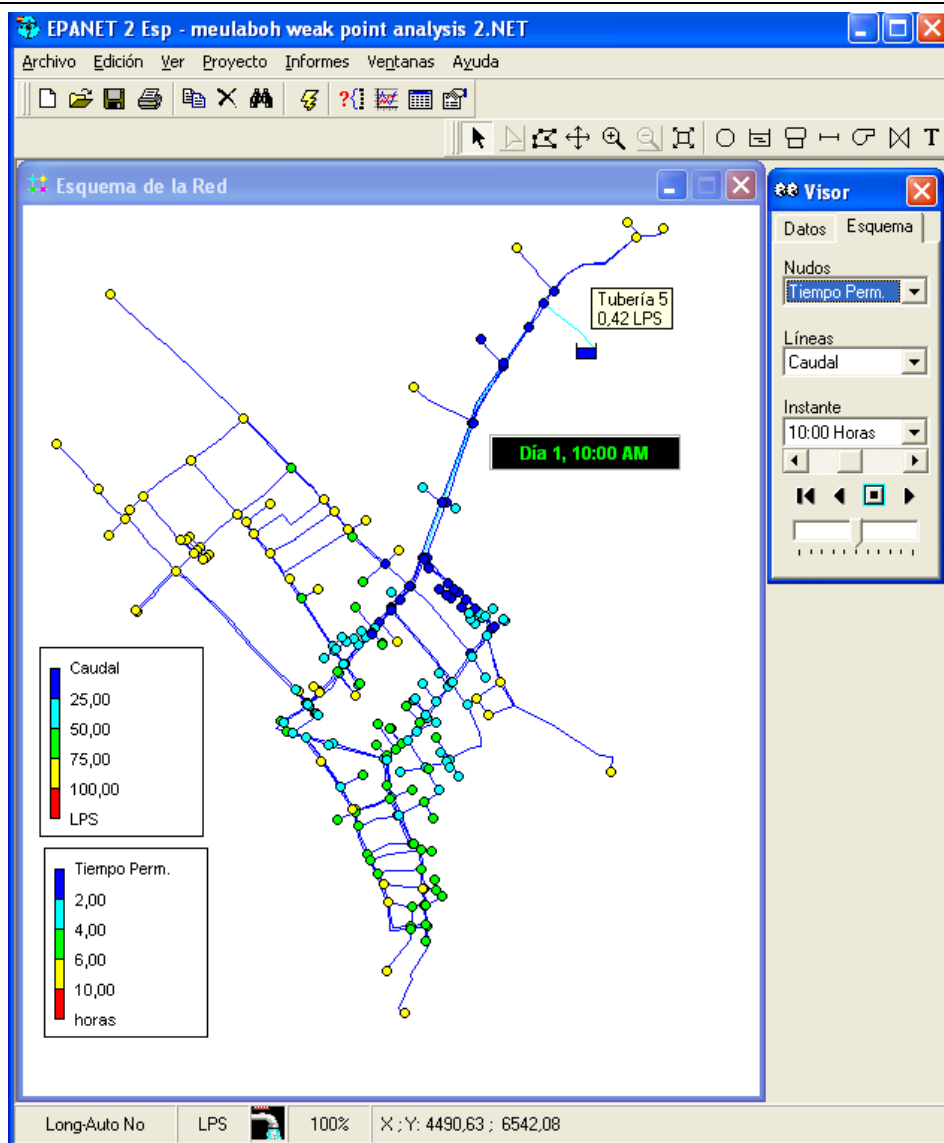 EPANET 2 Esp - meulaboh weak point analysis 2.NET
Archivo Edición Ver Proyecto Informes Ventanas Ayuda
T
Esquema de la Red
Tubería 5
0,42 LPS
Día 1, 10:00 AM
Caudal
25,00
50,00
75,00
100,00
LPS
Tiempo Perm.
2,00
4,00
6,00
10,00
horas
Visor
Datos Esquema
Nudos
Tiempo Perm.
Líneas
Caudal
Instante
10:00 Horas
Long-Auto No LPS 100% X ; Y: 4490,63 ; 6542,08